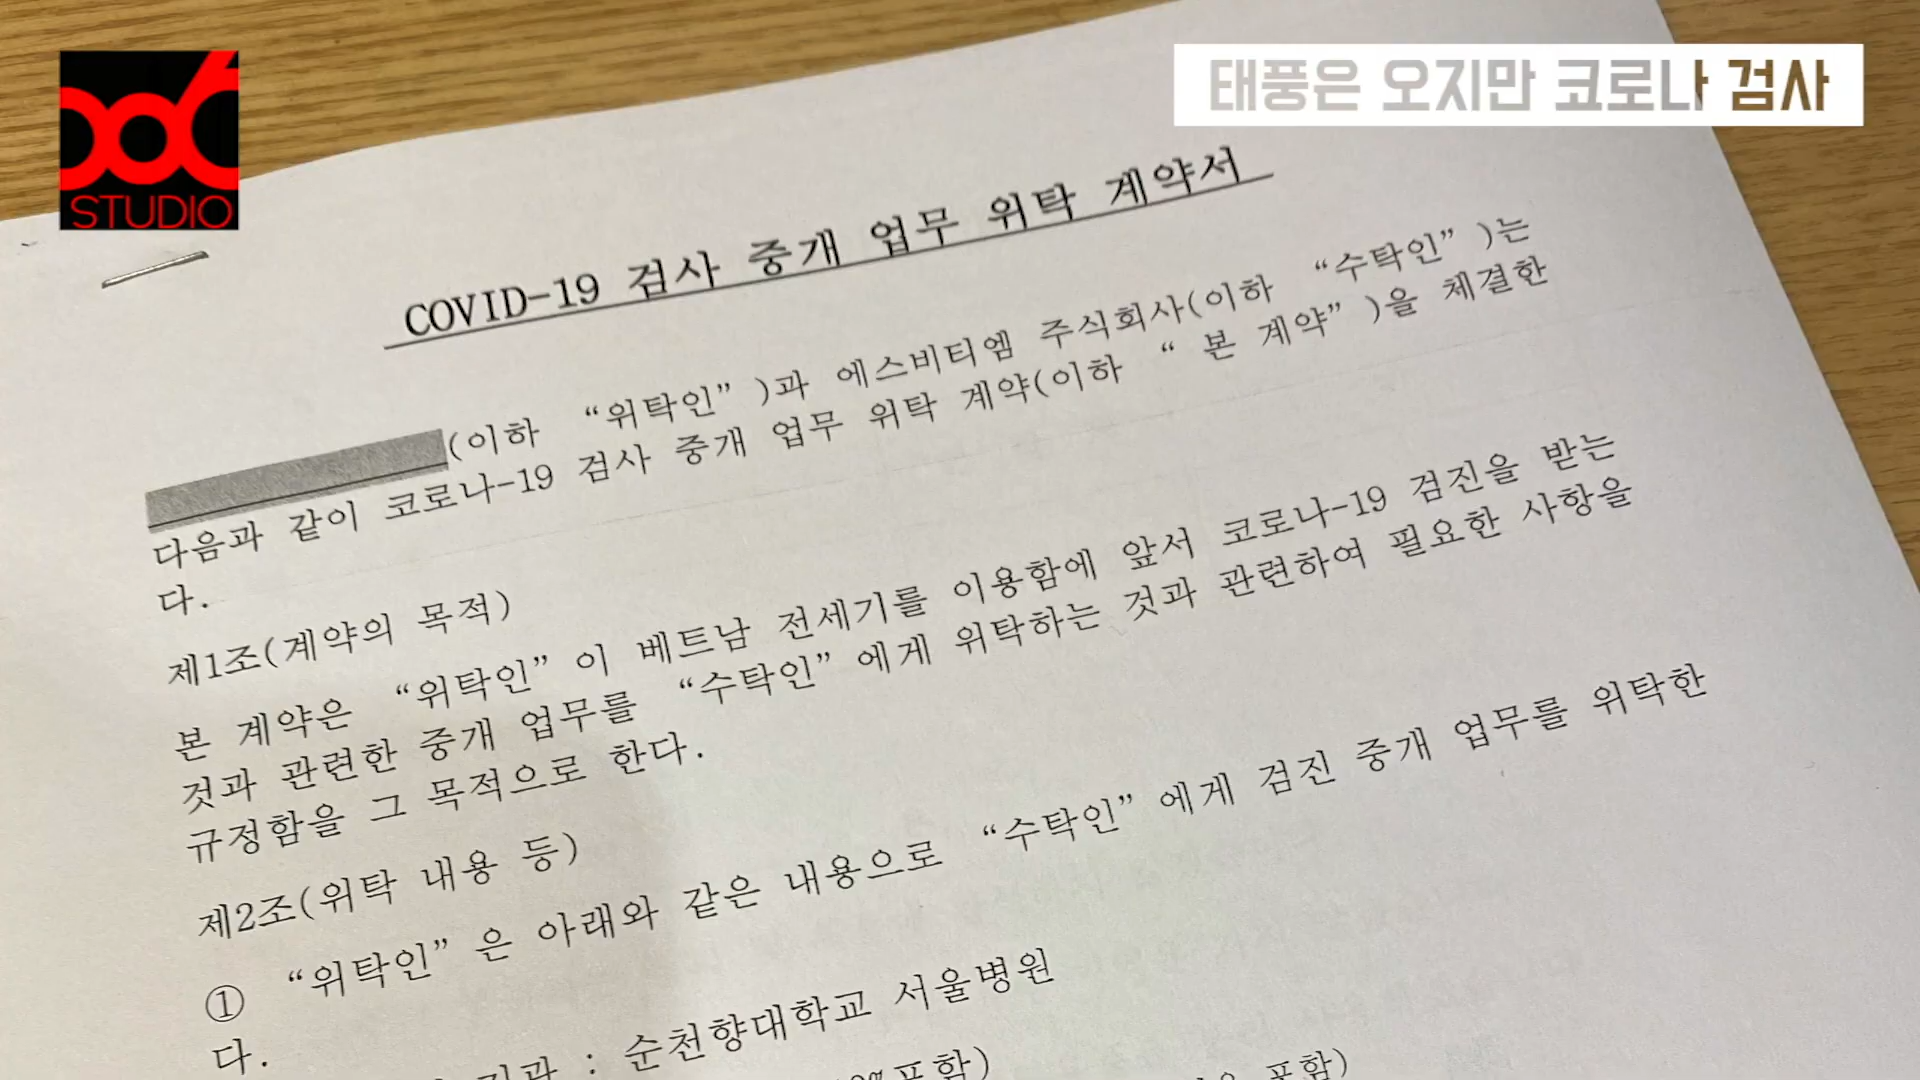 STUDIO
태풍은 오지만 코로나 검사
COVID-19 검사 중개 업무 위탁 계약서
(이하 “위탁인”)과 에스비티엠 주식회사(이하 “수탁인”)는
다음과 같이 코로나-19 검사 중개 업무 위탁 계약(이하 “ 본 계약”)을 체결한
다.
제1조(계약의 목적)
본 계약은 “위탁인”이 베트남 전세기를 이용함에 앞서 코로나-19 검진을 받는
것과 관련한 중개 업무를 “수탁인”에게 위탁하는 것과 관련하여 필요한 사항을
규정함을 그 목적으로 한다.
제2조(위탁 내용 등)
① “위탁인”은 아래와 같은 내용으로 “수탁인”에게 검진 중개 업무를 위탁한
다.
기관 : 순천향대학교 서울병원
포함) 포함)